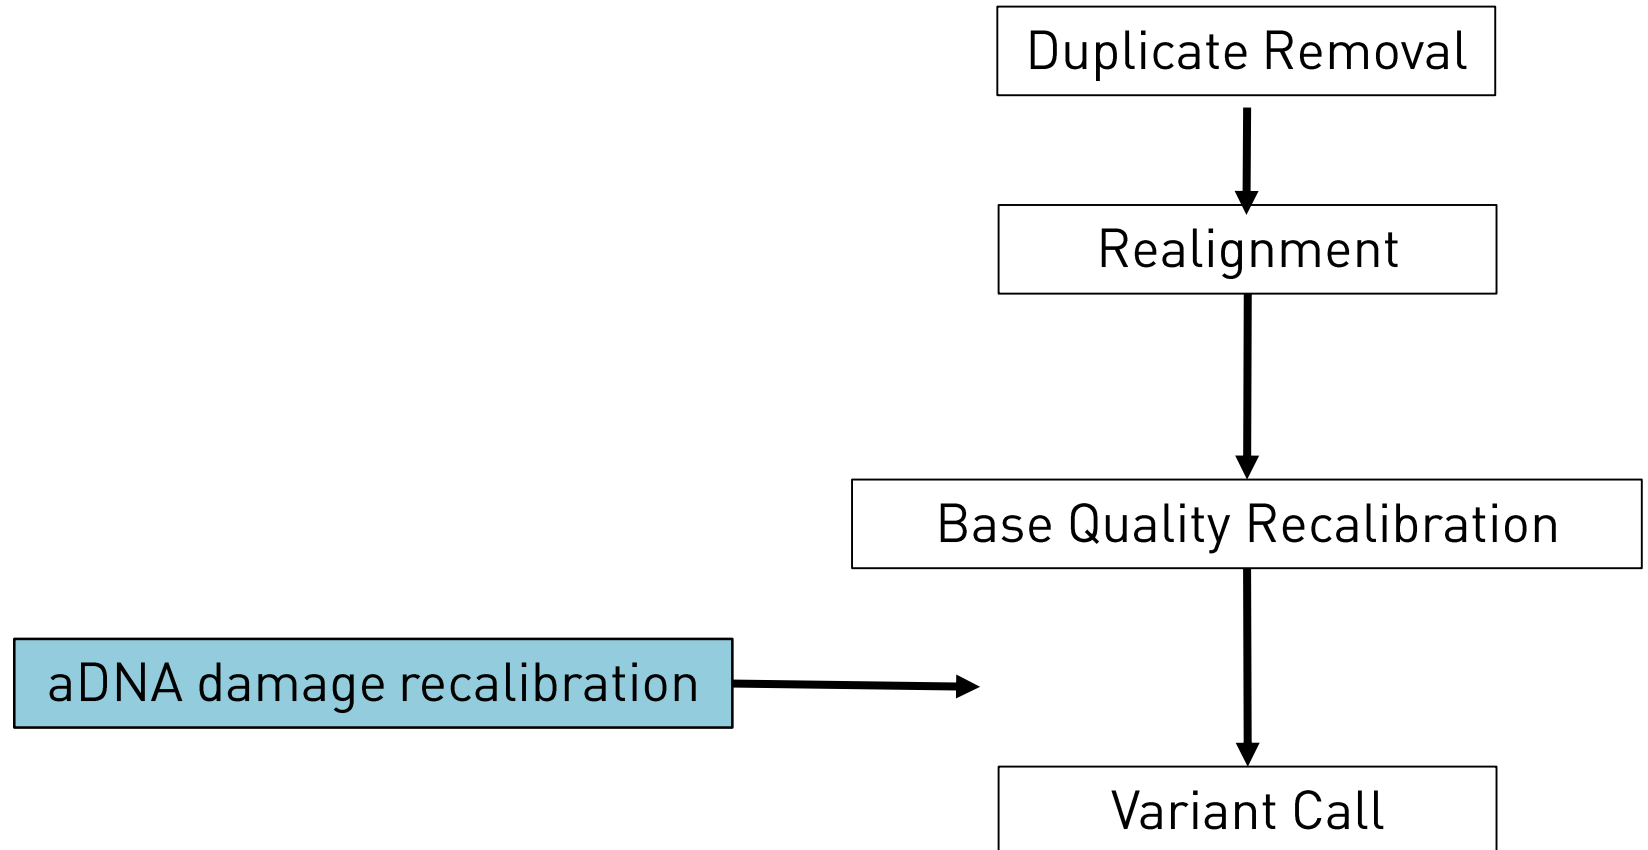 Duplicate Removal
Realignment
Base Quality Recalibration
aDNA damage recalibration
Variant Call